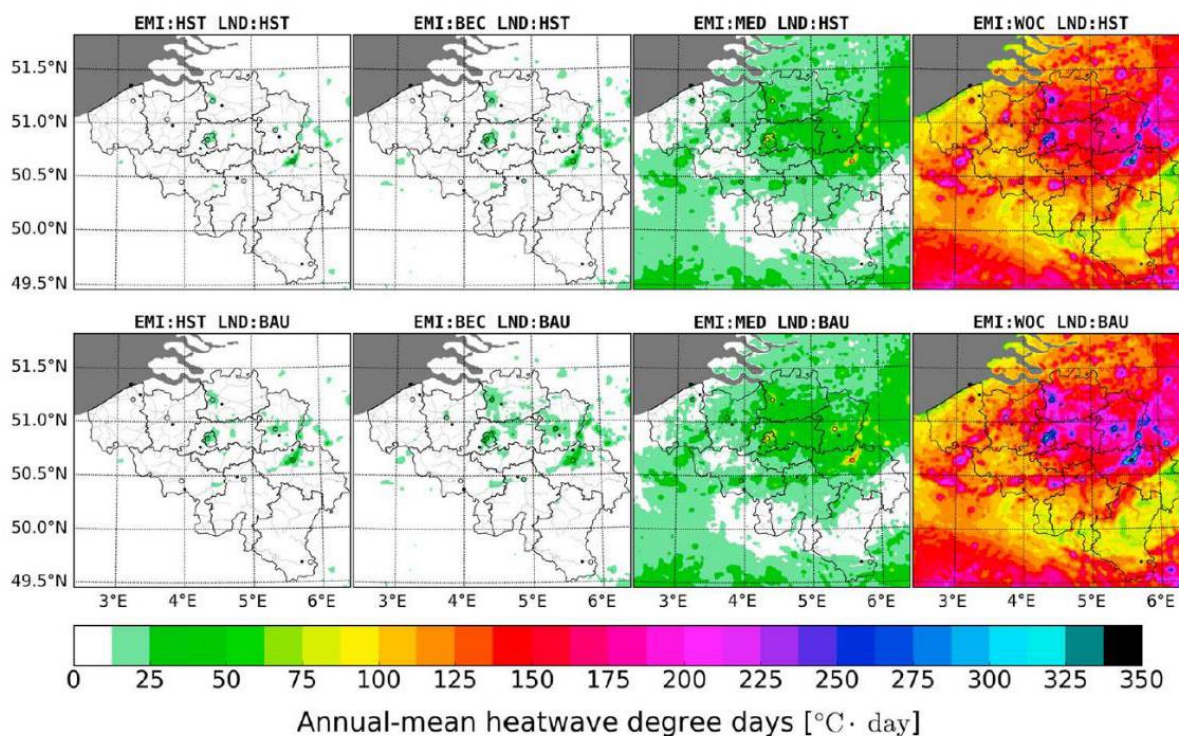 EMI:HST LND:HST EMI:BEC LND:HST EMI:MED LND:HST EMI:WOC LND:HST
51.5°N
51.0°N
50.5°N
50.0°N
49.5°N
EMI:HST LND:BAU EMI:BEC LND:BAU EMI:MED LND:BAU EMI:WOC LND:BAU
51.5°N
51.0°N
50.5°N
50.0°N
49.5°N
3°E 4°E 5°E 6°E 3°E 4°E 5°E 6°E 3°E 4°E 5°E 6°E 3°E 4°E 5°E 6°E
0 25 50 75 100 125 150 175 200 225 250 275 300 325 350
Annual-mean heatwave degree days [°C· day]